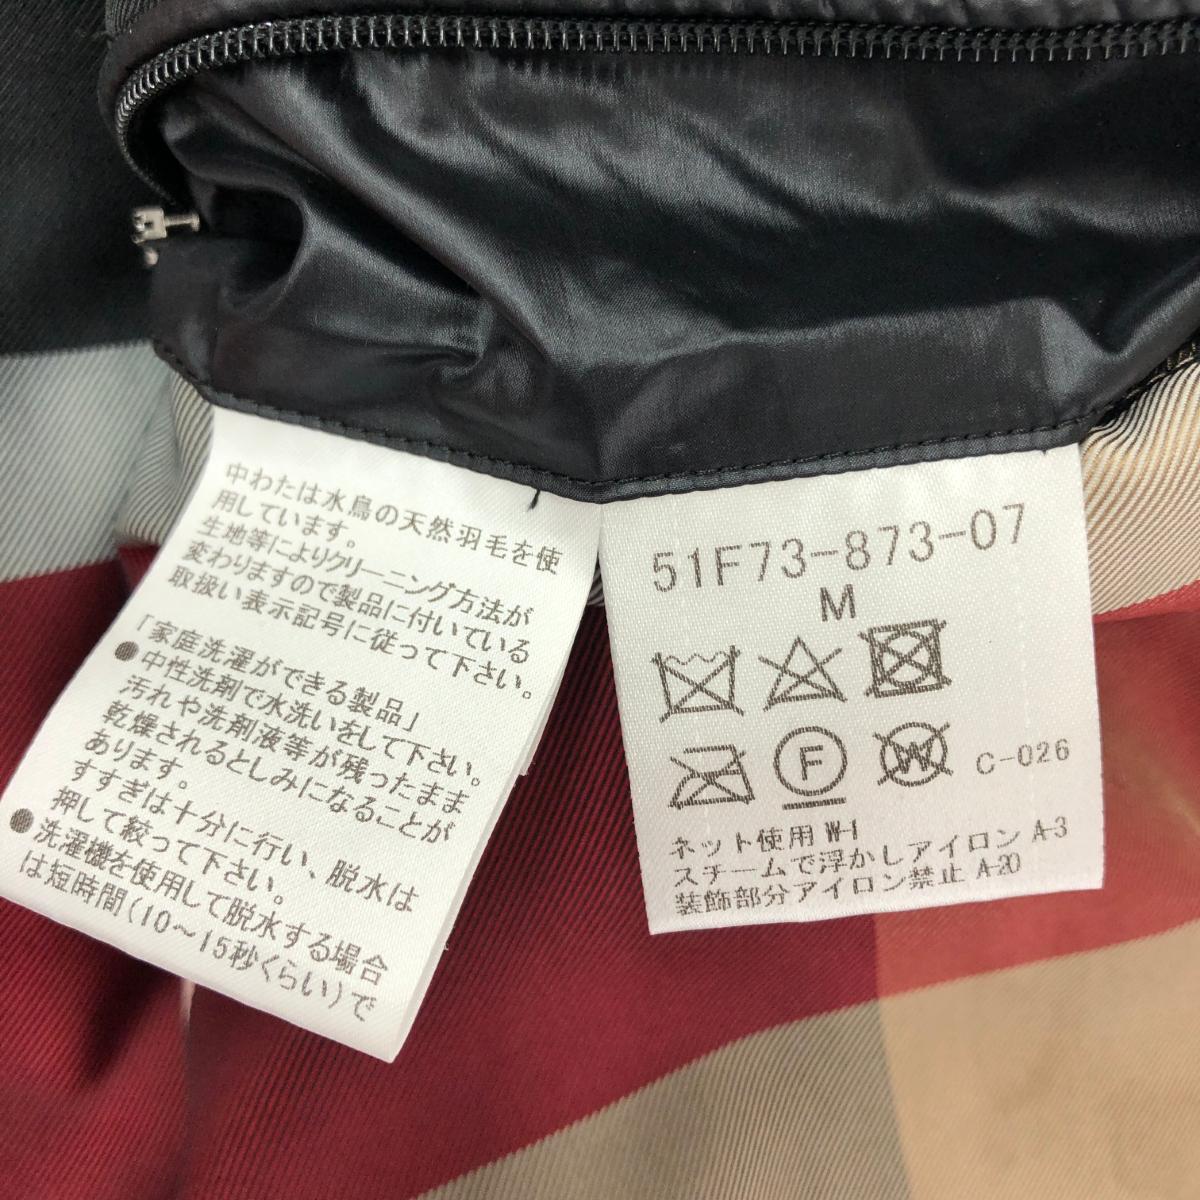 中わたは水鳥の天然羽毛を使
用しています。
生地等によりクリーニング方法が
変わりますので製品に付いている
取扱い表示記号に従って下さい。
「家庭洗濯ができる製品」
●中性洗剤で水洗いをして下さい。
汚れや洗剤液等が残ったまま
乾燥されるとしみになることが
あります。
すすぎは十分に行い、脱水は
押して絞って下さい。
●洗濯機を使用して脱水する場合
は短時間(10〜15秒くらい)で
51F73-873-07
M
F
W
C-026
ネット使用 W-1
スチームで浮かしアイロン A-3
装飾部分アイロン禁止 A-20